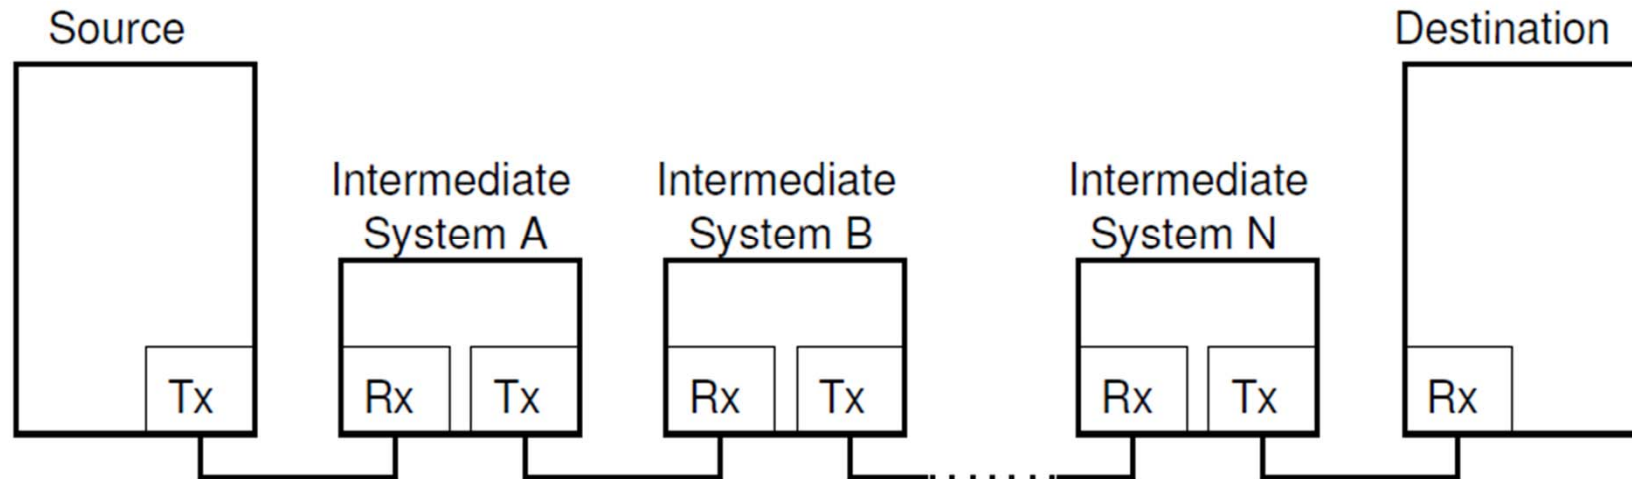 Source
Destination
Intermediate
System A
Intermediate
System B
Intermediate
System N
Tx
Rx
Tx
Rx
Tx
Rx
Tx
Rx